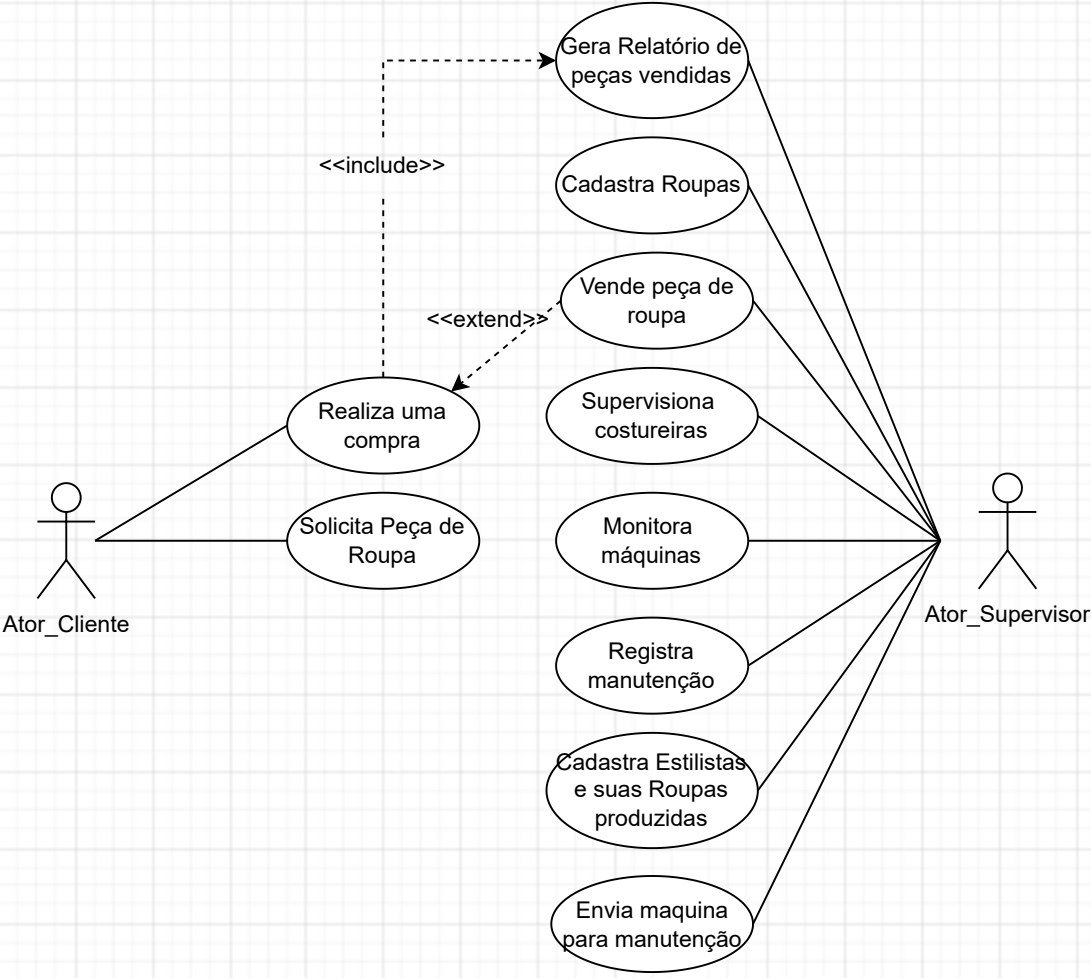 Gera Relatório de
peças vendidas
<<include>>
Cadastra Roupas
Vende peça de
roupa
<<extend>>
Realiza uma
compra
Supervisiona
costureiras
Solicita Peça de
Roupa
Monitora
máquinas
Ator_Cliente
Ator_Supervisor
Registra
manutenção
Cadastra Estilistas
e suas Roupas
produzidas
Envia maquina
para manutenção